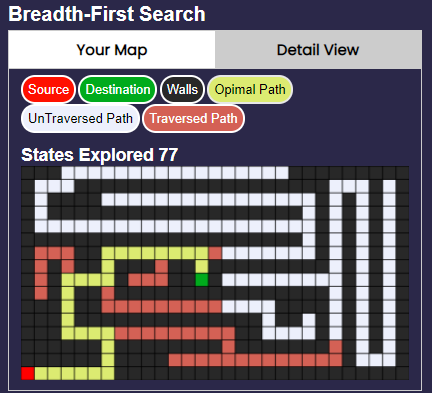 Breadth-First Search
Your Map Detail View
Source Destination Walls Opimal Path
UnTraversed Path Traversed Path
States Explored 77